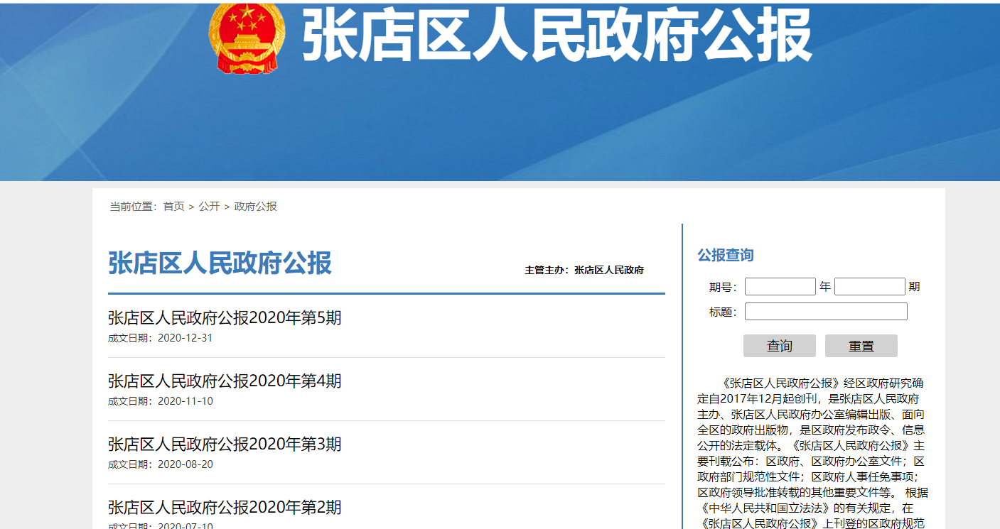 张店区人民政府公报
当前位置：首页 > 公开 > 政府公报
张店区人民政府公报
主管主办：张店区人民政府
张店区人民政府公报2020年第5期
成文日期：2020-12-31
张店区人民政府公报2020年第4期
成文日期：2020-11-10
张店区人民政府公报2020年第3期
成文日期：2020-08-20
张店区人民政府公报2020年第2期
成文日期：2020-07-10
公报查询
期号： 年 期
标题：
查询 重置
《张店区人民政府公报》经区政府研究确
定自2017年12月起创刊，是张店区人民政府
主办、张店区人民政府办公室编辑出版、面向
全区的政府出版物，是区政府发布政令、信息
公开的法定载体。《张店区人民政府公报》主
要刊载公布：区政府、区政府办公室文件；区
政府部门规范性文件；区政府人事任免事项；
区政府领导批准转载的其他重要文件等。 根据
《中华人民共和国立法法》的有关规定，在
《张店区人民政府公报》上刊登的区政府规范